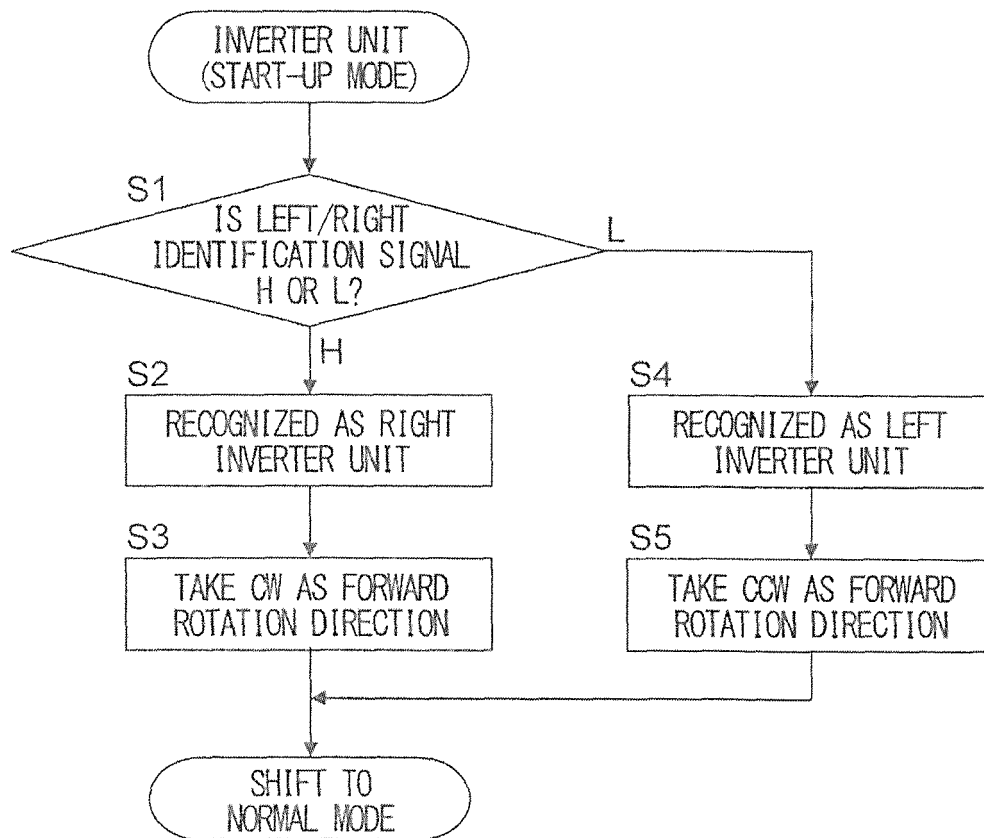 INVERTER UNIT
(START-UP MODE)
S1
IS LEFT/RIGHT
IDENTIFICATION SIGNAL
H OR L?
L
H
S2
RECOGNIZED AS RIGHT
INVERTER UNIT
S4
RECOGNIZED AS LEFT
INVERTER UNIT
S3
TAKE CW AS FORWARD
ROTATION DIRECTION
S5
TAKE CCW AS FORWARD
ROTATION DIRECTION
SHIFT TO
NORMAL MODE